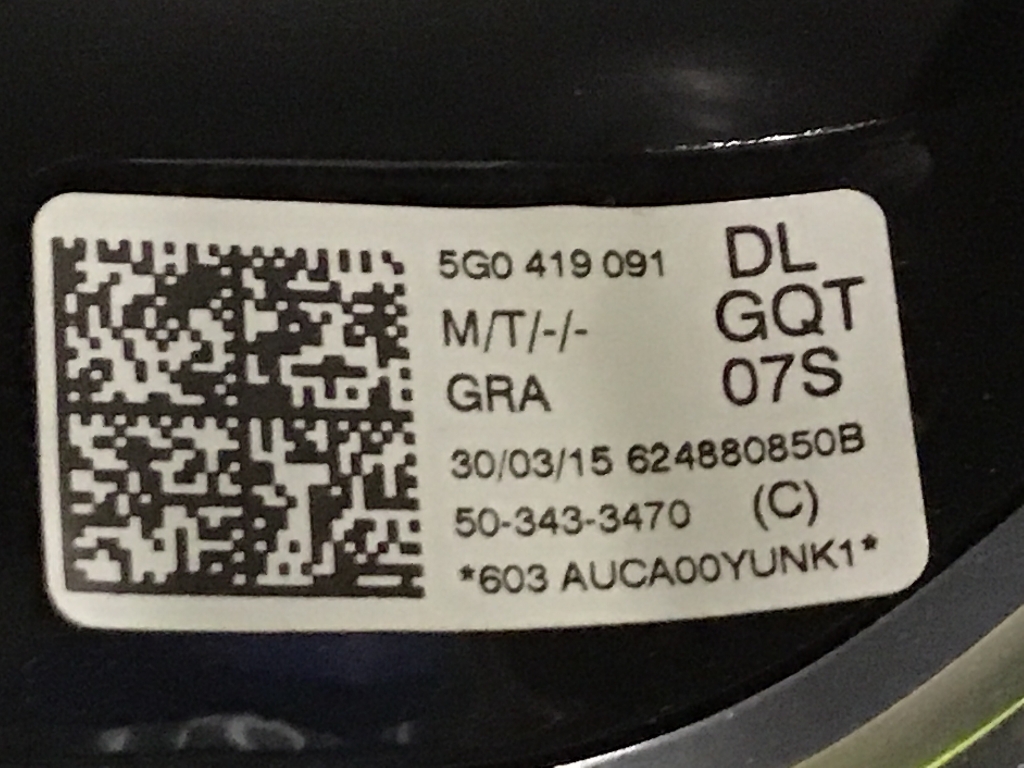 5G0 419 091
DL
M/T/-/-
GQT
GRA
07S
30/03/15 624880850B
50-343-3470 (C)
*603 AUCA00YUNK1*